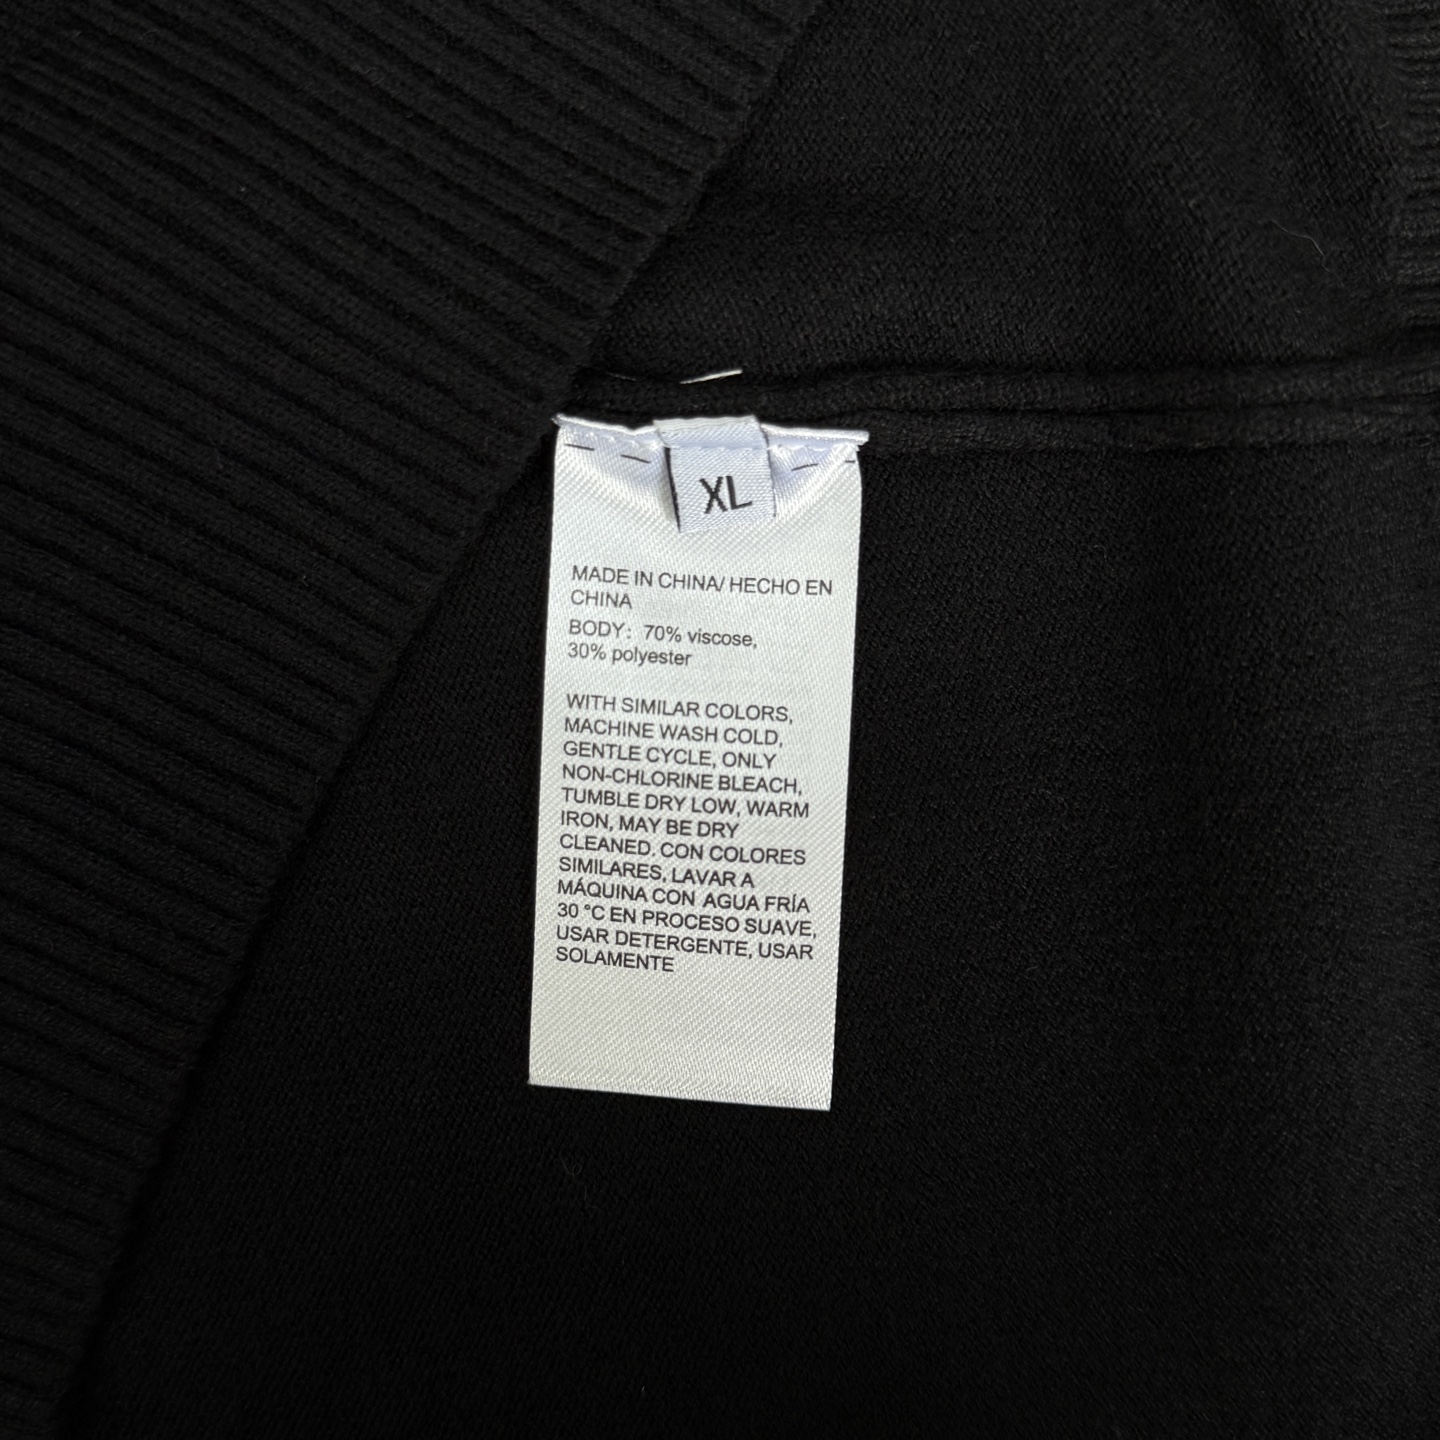 XL
MADE IN CHINA/ HECHO EN
CHINA
BODY: 70% viscose,
30% polyester
WITH SIMILAR COLORS,
MACHINE WASH COLD,
GENTLE CYCLE, ONLY
NON-CHLORINE BLEACH,
TUMBLE DRY LOW, WARM
IRON, MAY BE DRY
CLEANED. CON COLORES
SIMILARES, LAVAR A
MÁQUINA CON AGUA FRÍA
30 °C EN PROCESO SUAVE,
USAR DETERGENTE, USAR
SOLAMENTE